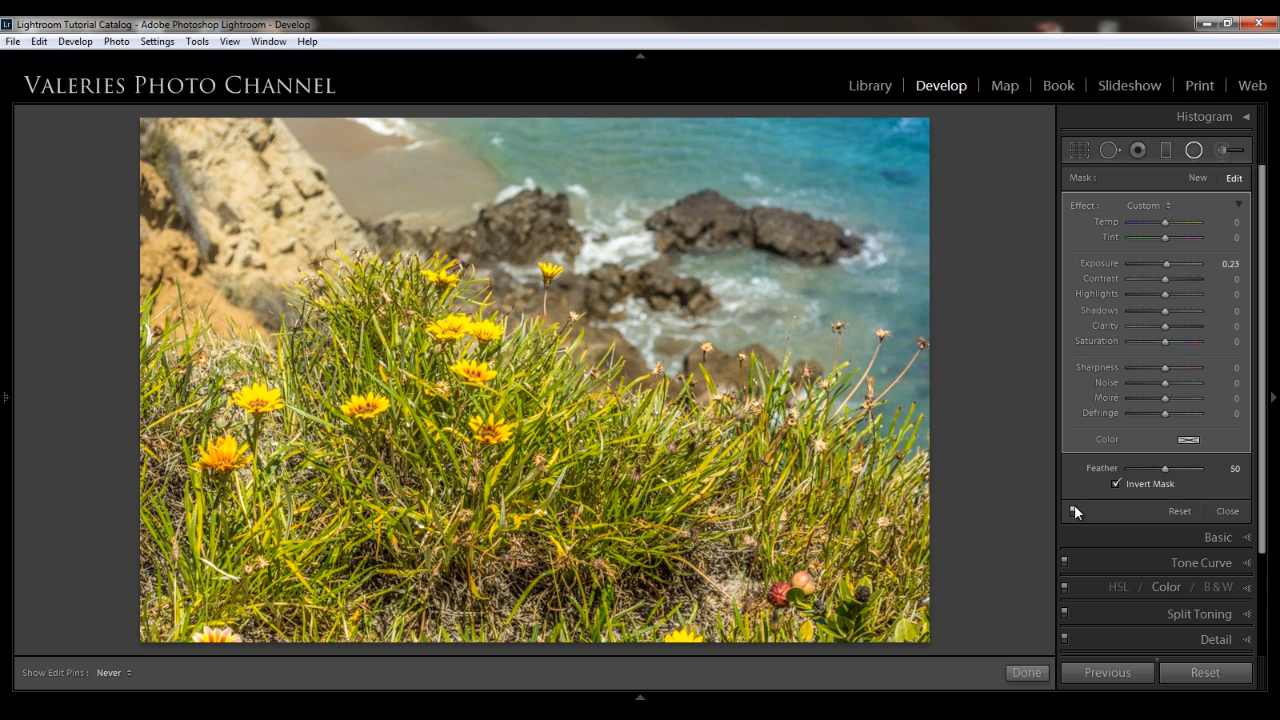 Lr Lightroom Tutorial Catalog - Adobe Photoshop Lightroom - Develop
File Edit Develop Photo Settings Tools View Window Help
VALERIES PHOTO CHANNEL
Library | Develop | Map | Book | Slideshow | Print | Web
Histogram
Mask : New Edit
Effect : Custom
Temp 0
Tint 0
Exposure 0.23
Contrast 0
Highlights 0
Shadows 0
Clarity 0
Saturation 0
Sharpness 0
Noise 0
Moiré 0
Defringe 0
Color
Feather 50
Invert Mask
Reset Close
Basic
Tone Curve
HSL / Color / B & W
Split Toning
Detail
Show Edit Pins : Never Done Previous Reset